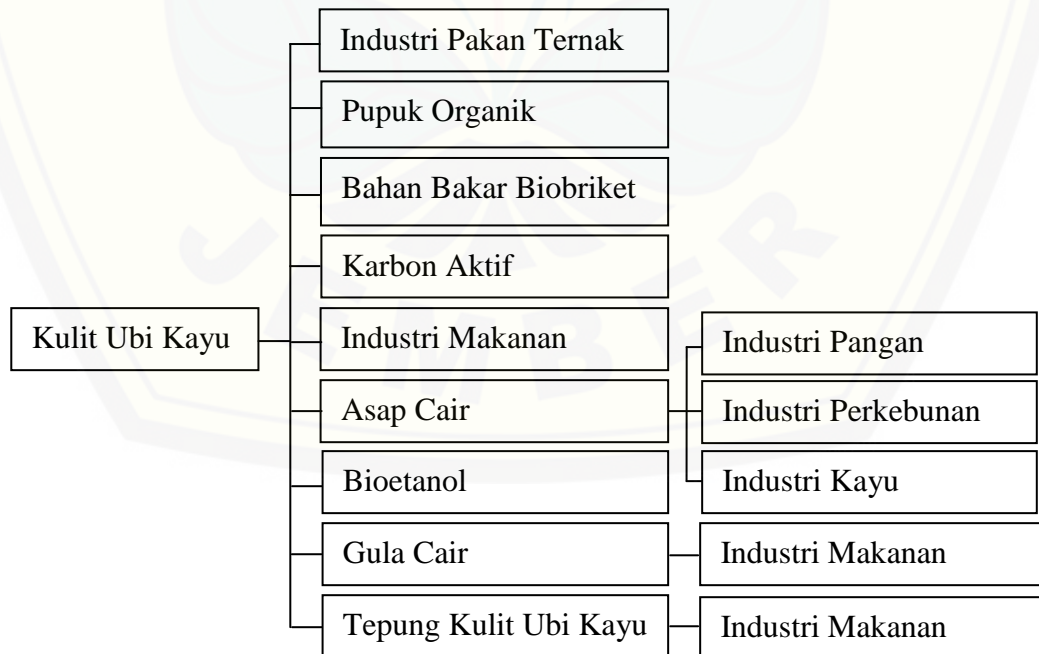 Industri Pakan Ternak
Pupuk Organik
Bahan Bakar Biobriket
Karbon Aktif
Kulit Ubi Kayu
Industri Makanan
Industri Pangan
Asap Cair
Industri Perkebunan
Bioetanol
Industri Kayu
Gula Cair
Industri Makanan
Tepung Kulit Ubi Kayu
Industri Makanan
JEMBER